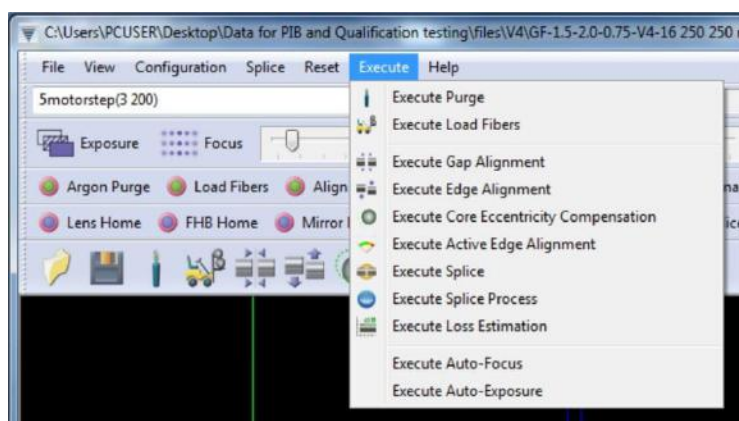 C:\Users\PCUSER\Desktop\Data for PIB and Qualification testing\files\V4\GF-1.5-2.0-0.75-V4-16 250 250
File View Configuration Splice Reset Execute Help
5motorstep(3 200)
Execute Purge
Execute Load Fibers
Exposure Focus
Execute Gap Alignment
Argon Purge Load Fibers Align
Execute Edge Alignment
Execute Core Eccentricity Compensation
Lens Home FHB Home Mirror
Execute Active Edge Alignment
Execute Splice
Execute Splice Process
Execute Loss Estimation
Execute Auto-Focus
Execute Auto-Exposure